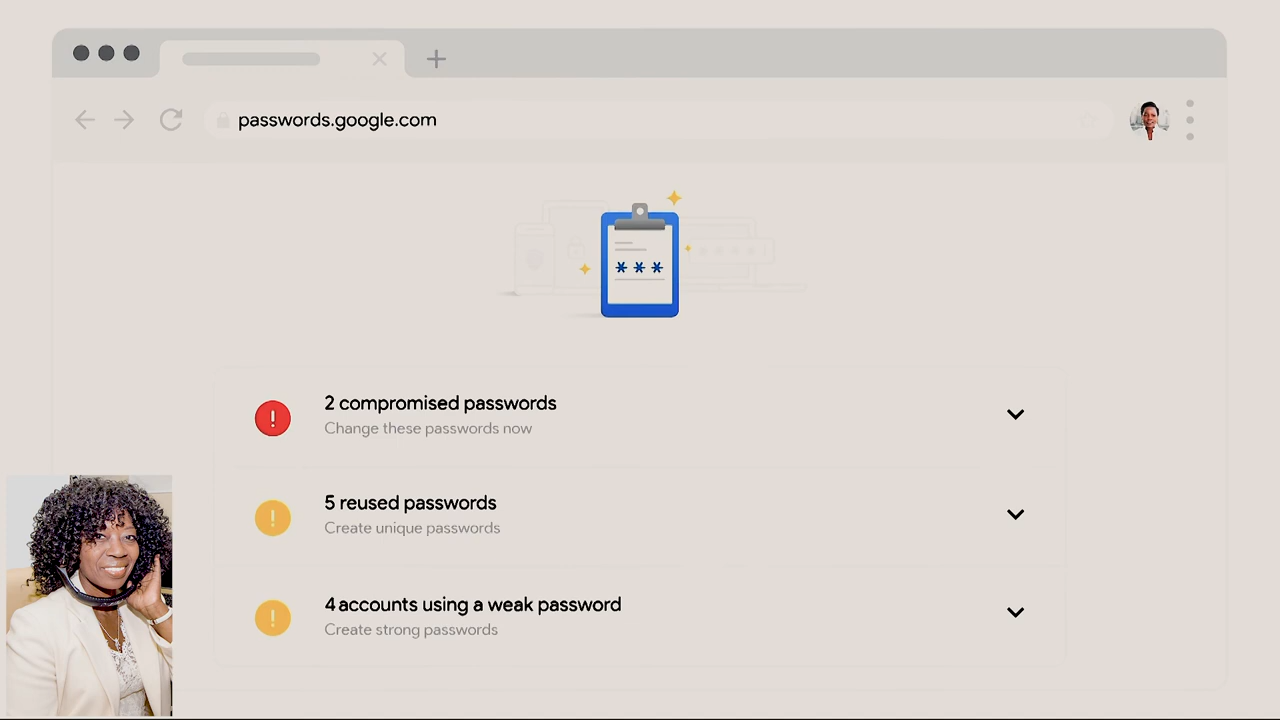 passwords.google.com
***
2 compromised passwords
Change these passwords now
5 reused passwords
Create unique passwords
4 accounts using a weak password
Create strong passwords